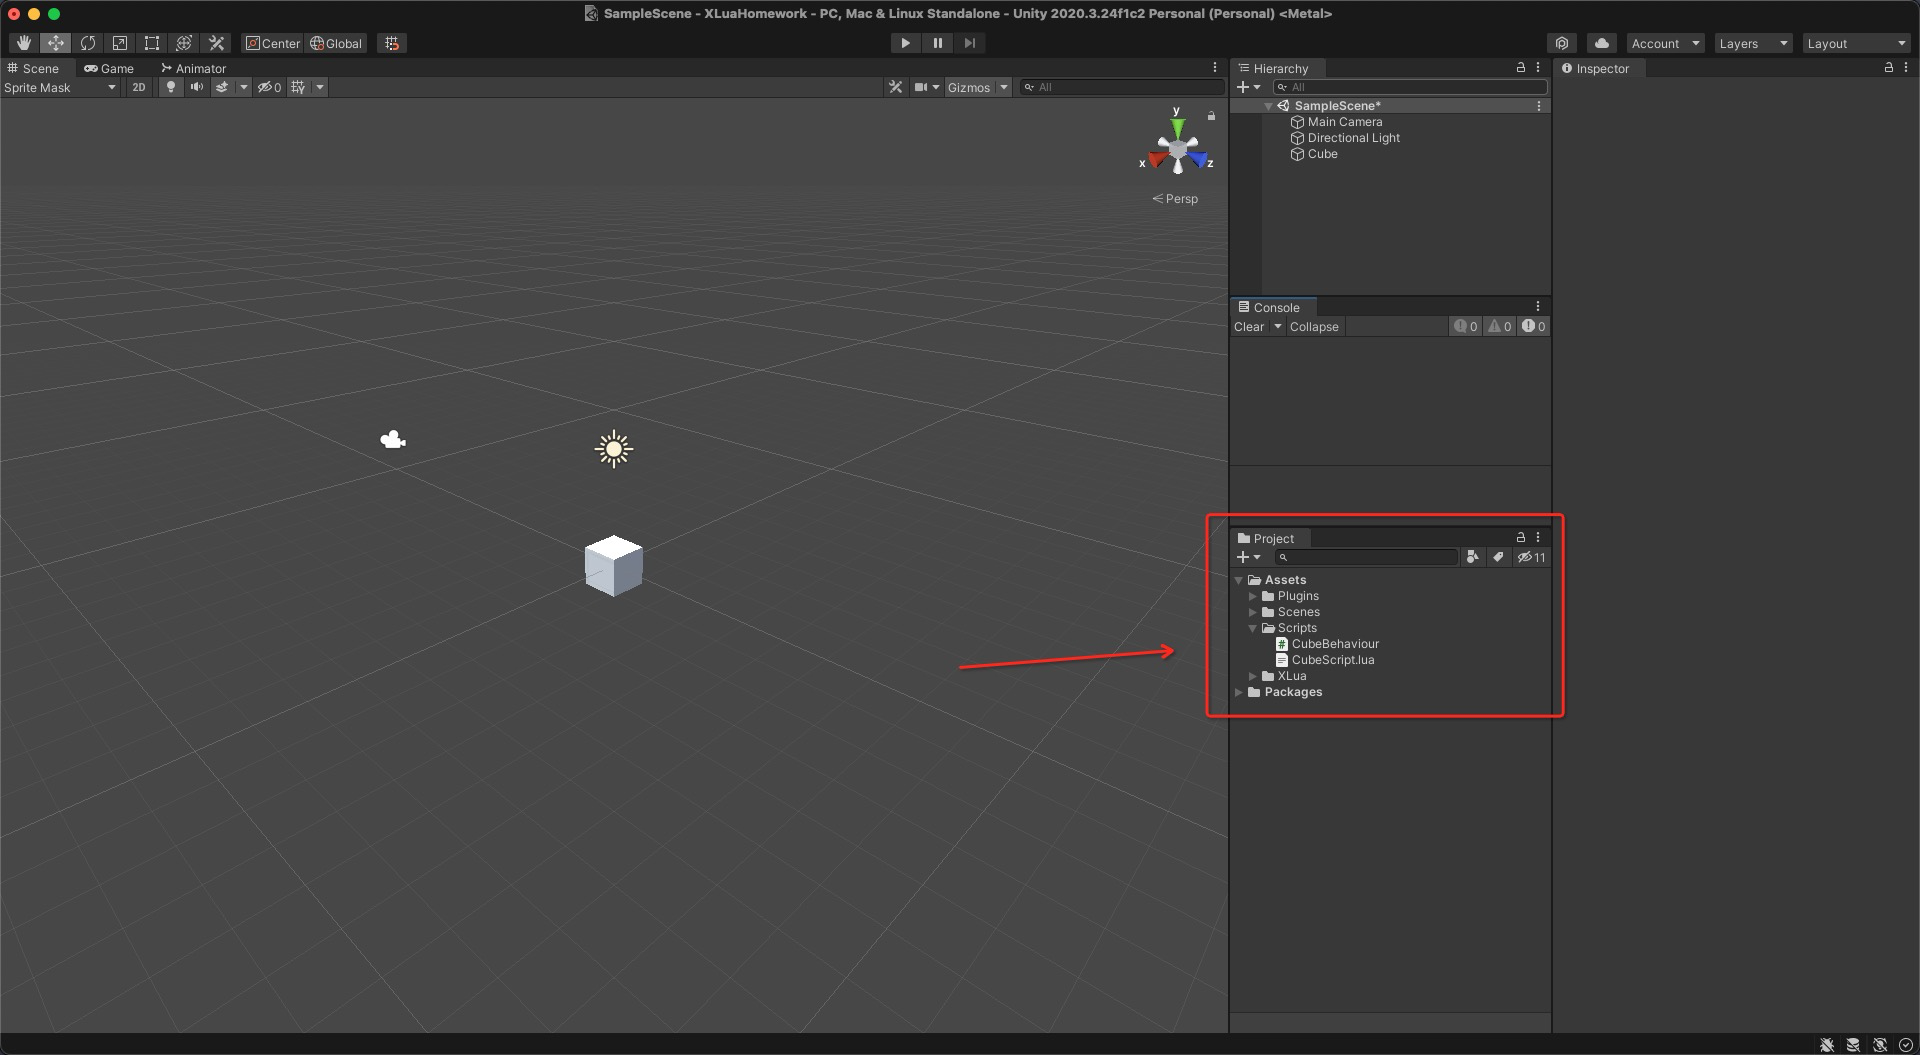 SampleScene - XLuaHomework - PC, Mac & Linux Standalone - Unity 2020.3.24f1c2 Personal (Personal) <Metal>
Center Global Account Layers Layout
Scene Game Animator
Sprite Mask 2D 0 Gizmos All
y
x z
Persp
Hierarchy
All
SampleScene*
Main Camera
Directional Light
Cube
Console
Clear Collapse 0 0 0
Project
11
Assets
Plugins
Scenes
Scripts
CubeBehaviour
CubeScript.lua
XLua
Packages
Inspector